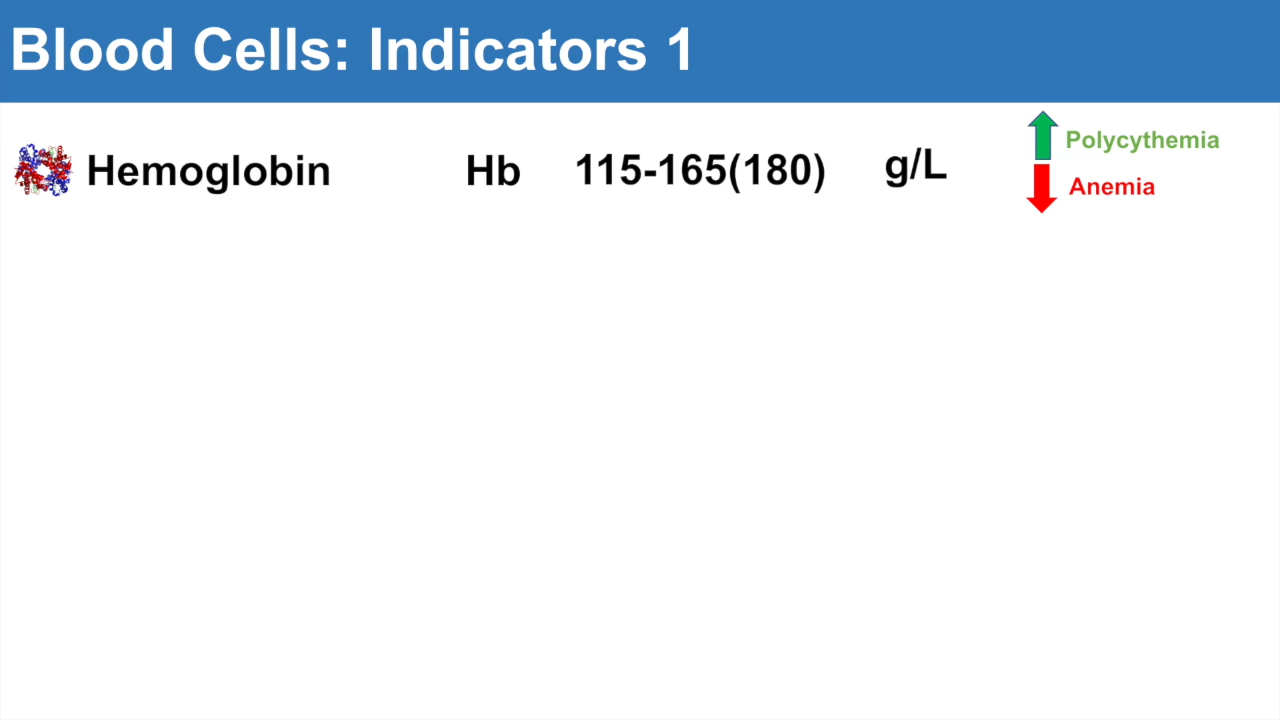 Blood Cells: Indicators 1
Hemoglobin Hb 115-165(180) g/L
Polycythemia
Anemia